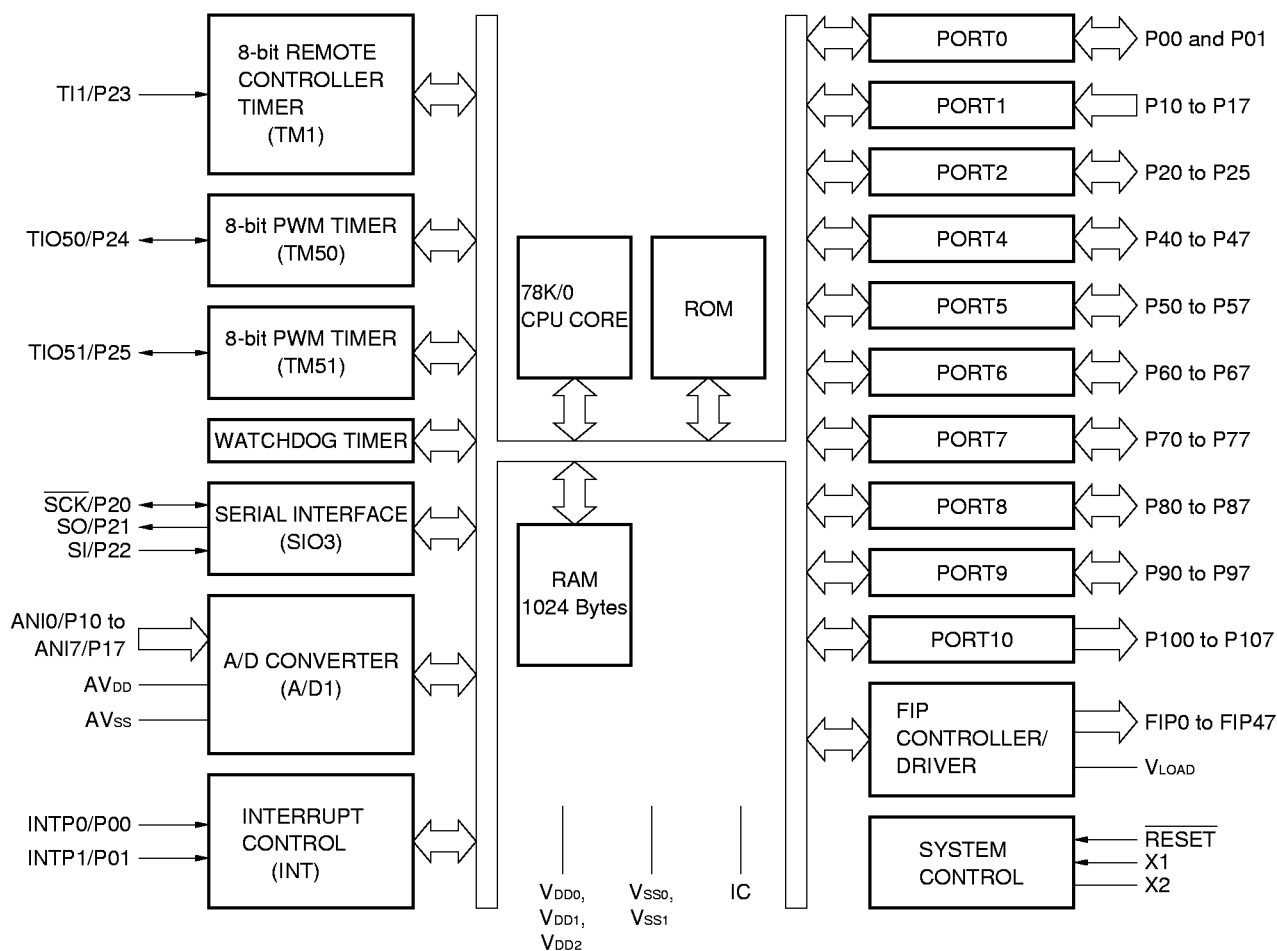 TI1/P23
8-bit REMOTE
CONTROLLER
TIMER
(TM1)
TIO50/P24
8-bit PWM TIMER
(TM50)
TIO51/P25
8-bit PWM TIMER
(TM51)
WATCHDOG TIMER
SCK/P20
SO/P21
SI/P22
SERIAL INTERFACE
(SIO3)
ANI0/P10 to
ANI7/P17
AVDD
AVSS
A/D CONVERTER
(A/D1)
INTP0/P00
INTP1/P01
INTERRUPT
CONTROL
(INT)
78K/0
CPU CORE
ROM
RAM
1024 Bytes
VDD0,
VDD1,
VDD2
VSS0,
VSS1
IC
PORT0 P00 and P01
PORT1 P10 to P17
PORT2 P20 to P25
PORT4 P40 to P47
PORT5 P50 to P57
PORT6 P60 to P67
PORT7 P70 to P77
PORT8 P80 to P87
PORT9 P90 to P97
PORT10 P100 to P107
FIP
CONTROLLER/
DRIVER
FIP0 to FIP47
VLOAD
SYSTEM
CONTROL
RESET
X1
X2